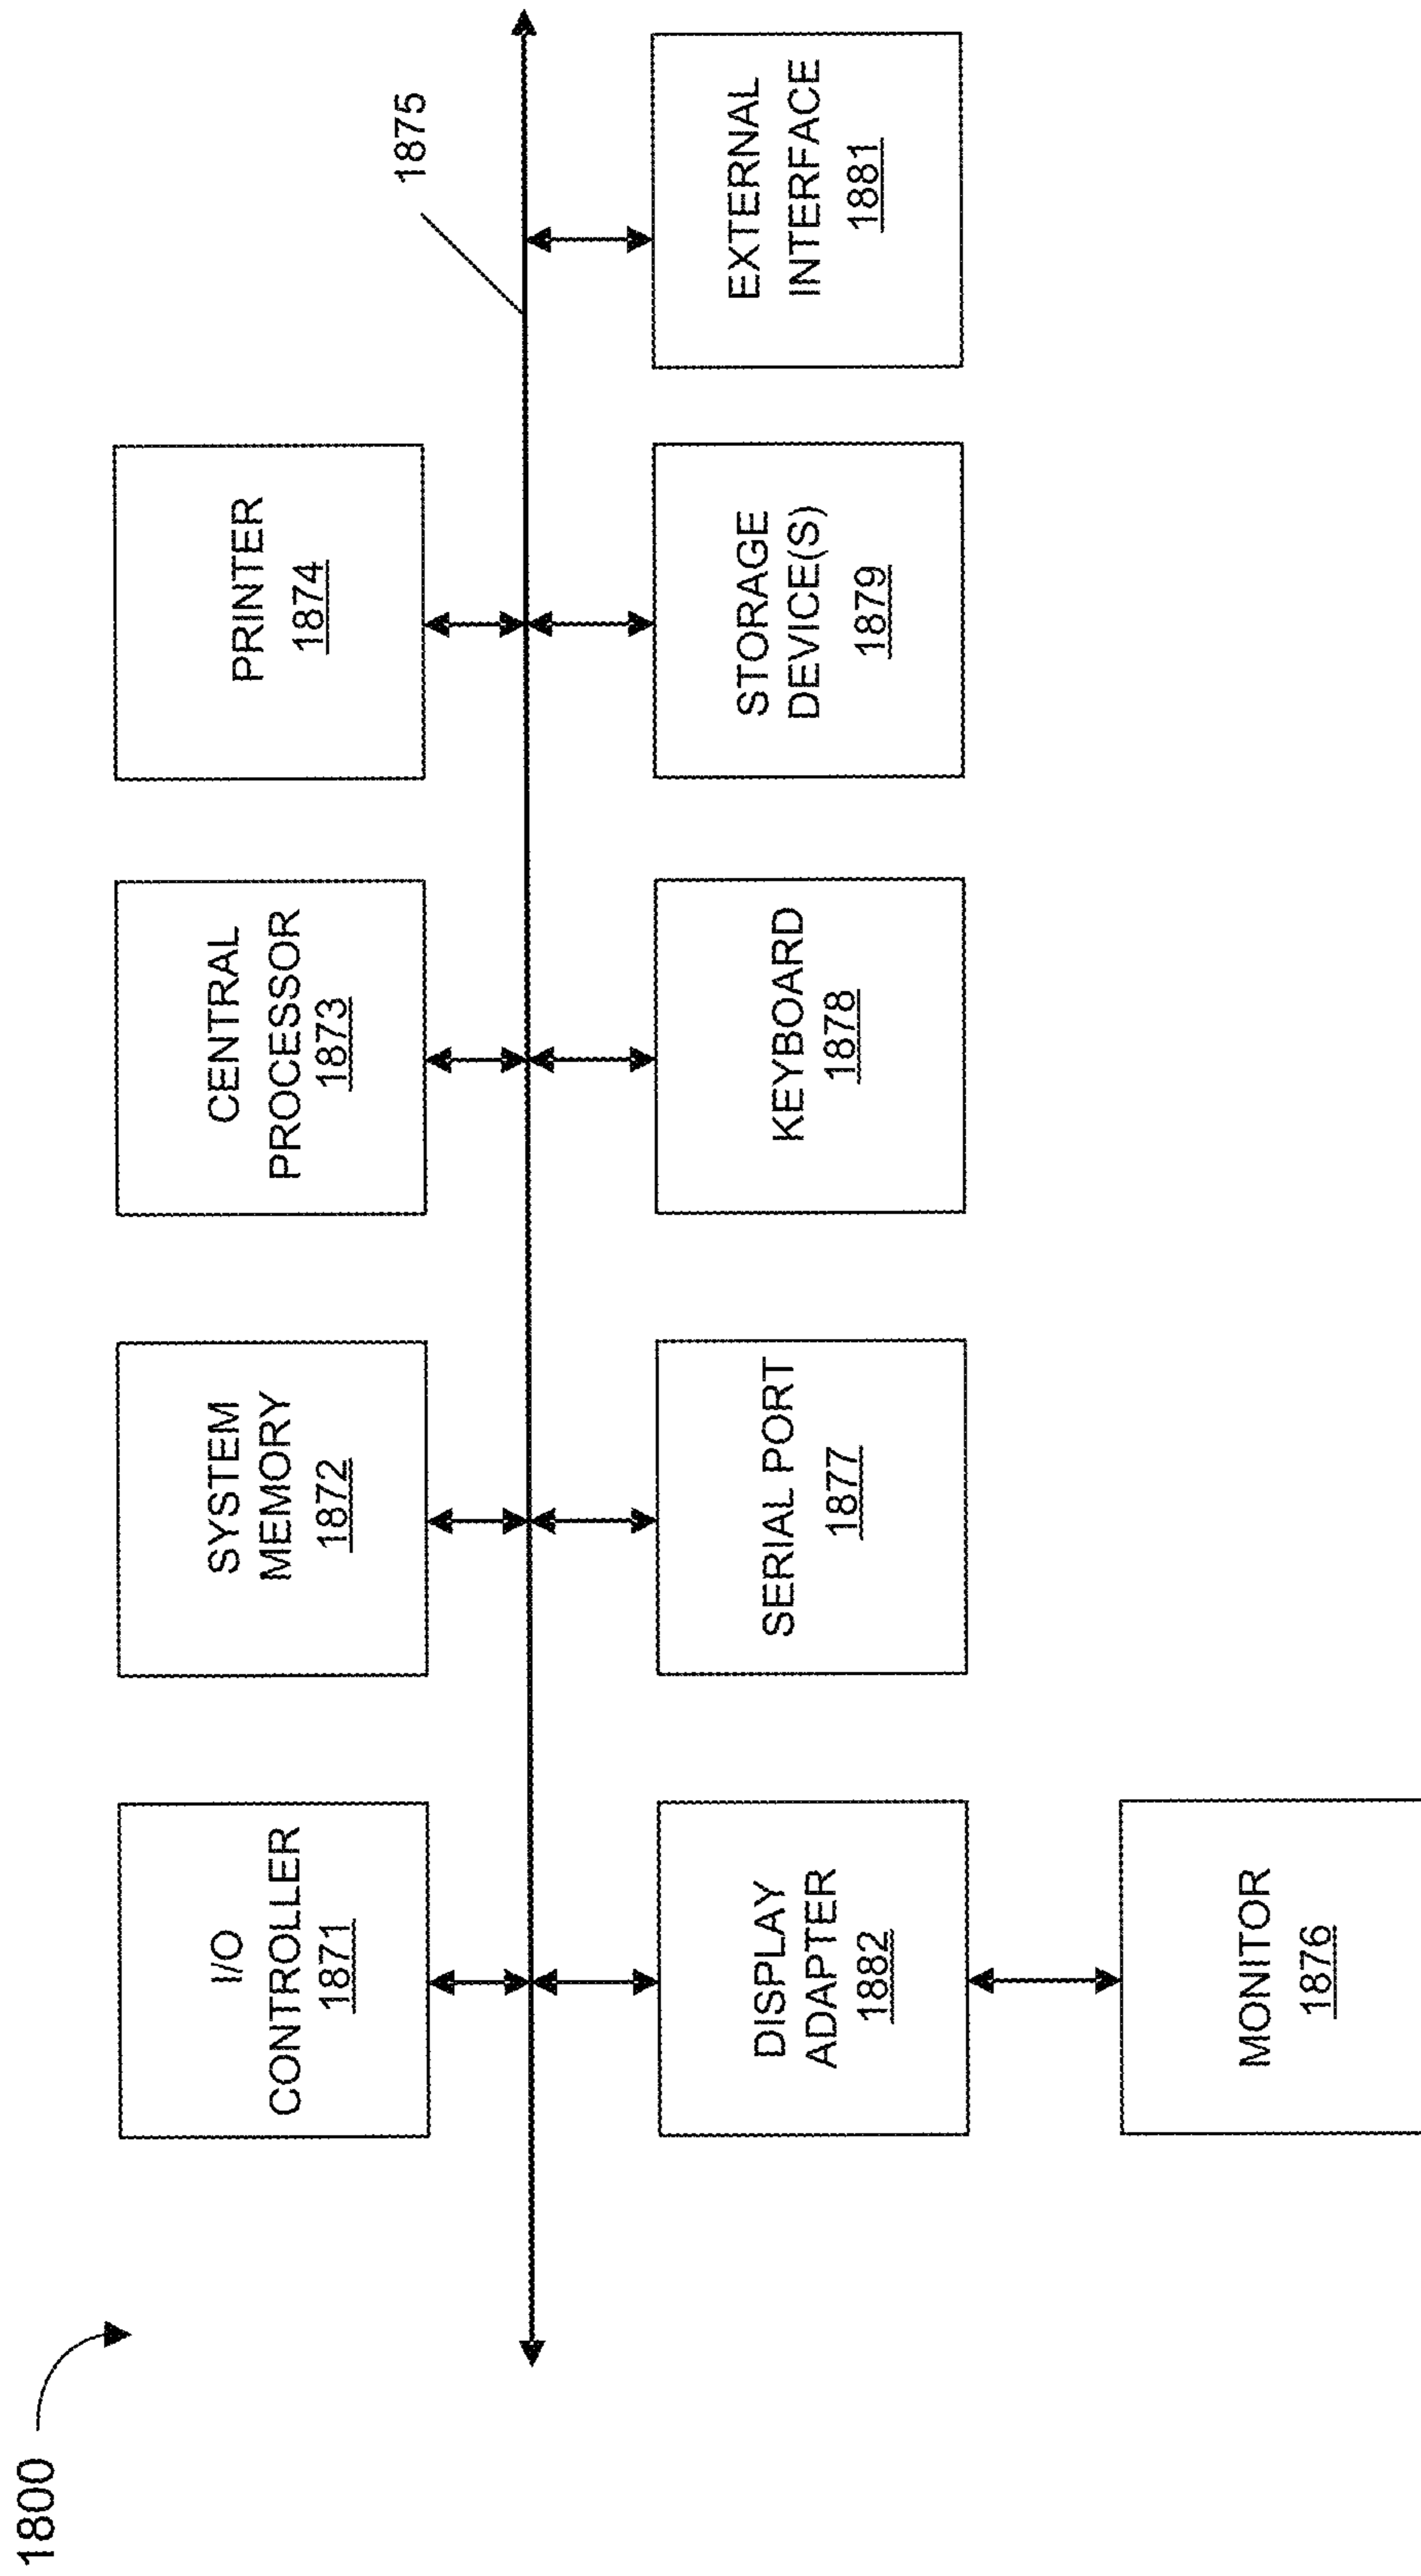 1800
I/O
CONTROLLER
1871
SYSTEM
MEMORY
1872
CENTRAL
PROCESSOR
1873
PRINTER
1874
1875
DISPLAY
ADAPTER
1882
SERIAL PORT
1877
KEYBOARD
1878
STORAGE
DEVICE(S)
1879
EXTERNAL
INTERFACE
1881
MONITOR
1876